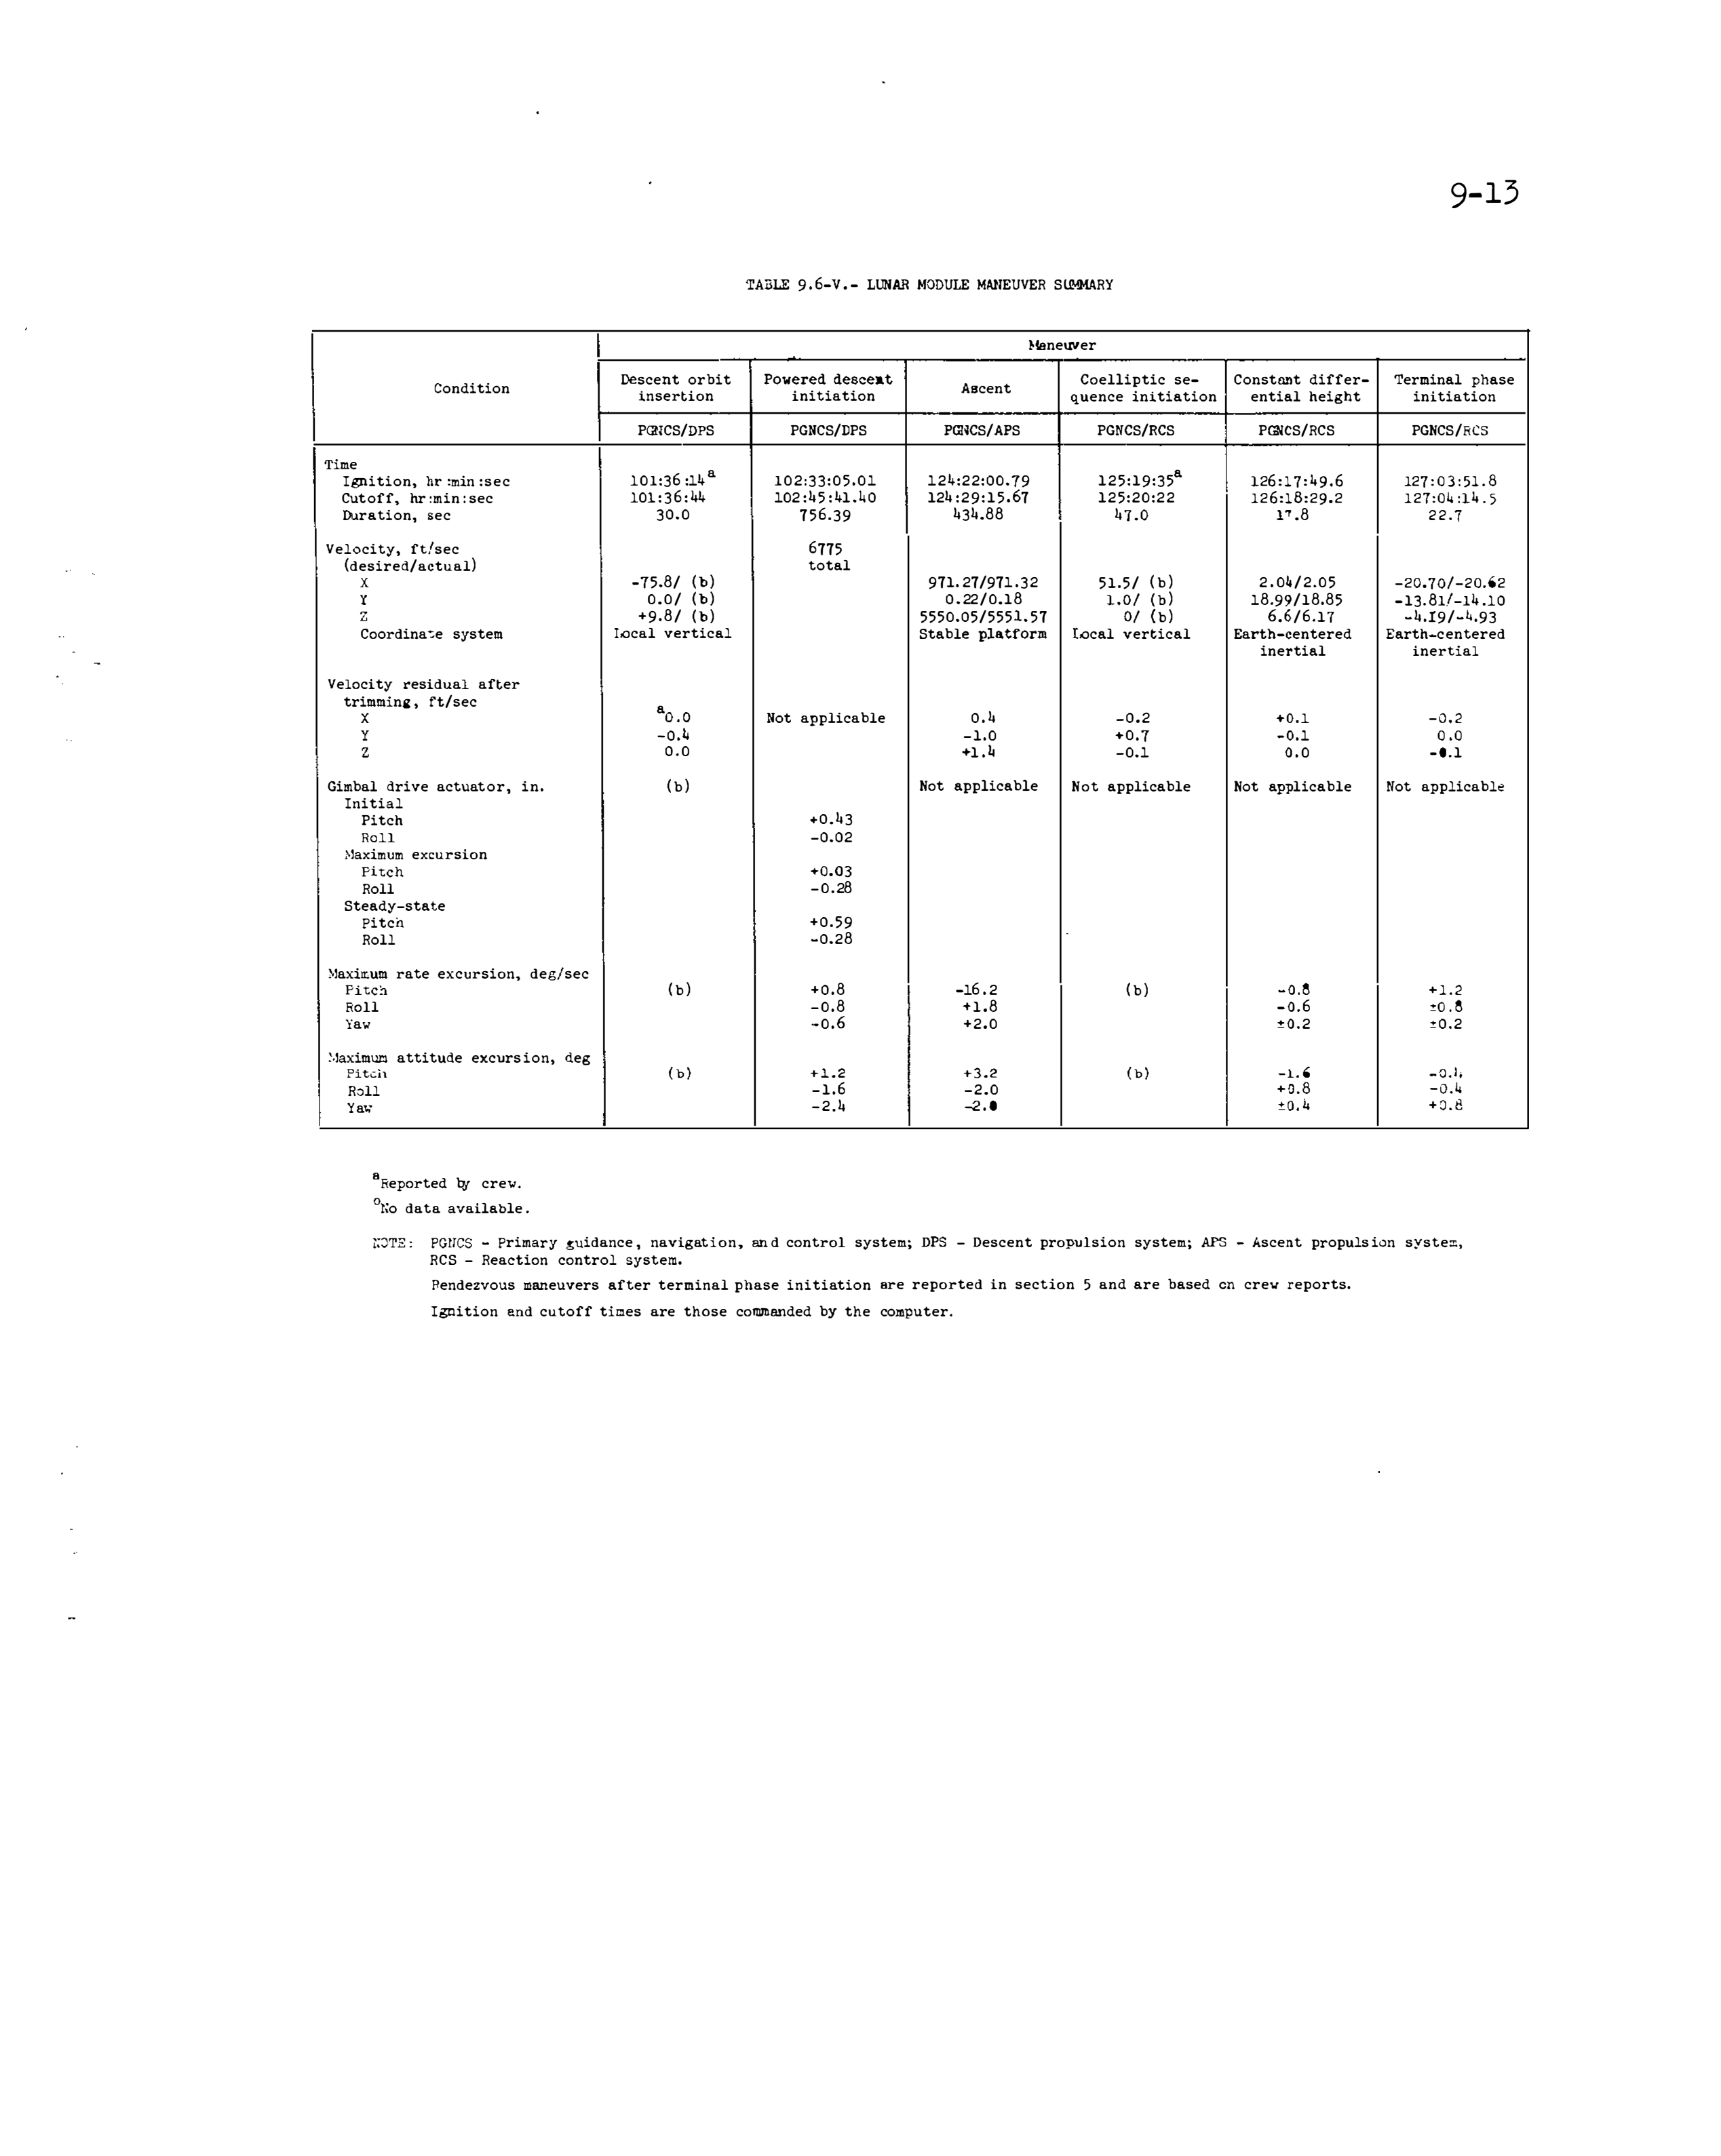 9-13
TABLE 9.6-V.- LUNAR MODULE MANEUVER SUMMARY
Maneuver
Condition
Descent orbit insertion
Powered descent initiation
Ascent
Coelliptic se-
quence initiation
Constant differ-
ential height
Terminal phase initiation
PGNCS/DPS PGNCS/DPS PGNCS/APS PGNCS/RCS PGNCS/RCS PGNCS/RCS
Time
Ignition, hr:min:sec 101:36:14a 102:33:05.01 124:22:00.79 125:19:35a 126:17:49.6 127:03:51.8
Cutoff, hr:min:sec 101:36:44 102:45:41.40 124:29:15.67 125:20:22 126:18:29.2 127:04:14.5
Duration, sec 30.0 756.39 434.88 47.0 17.8 22.7
Velocity, ft/sec 6775
(desired/actual) total
X -75.8/ (b) 971.27/971.32 51.5/ (b) 2.04/2.05 -20.70/-20.62
Y 0.0/ (b) 0.22/0.18 1.0/ (b) 18.99/18.85 -13.81/-14.10
Z +9.8/ (b) 5550.05/5551.57 0/ (b) 6.6/6.17 -4.19/-4.93
Coordinate system Local vertical Stable platform Local vertical Earth-centered Earth-centered
inertial inertial
Velocity residual after
trimming, ft/sec
X a0.0 Not applicable 0.4 -0.2 +0.1 -0.2
Y -0.4 -1.0 +0.7 -0.1 0.0
Z 0.0 +1.4 -0.1 0.0 -0.1
Gimbal drive actuator, in. (b) Not applicable Not applicable Not applicable Not applicable
Initial
Pitch +0.43
Roll -0.02
Maximum excursion
Pitch +0.03
Roll -0.28
Steady-state
Pitch +0.59
Roll -0.28
Maximum rate excursion, deg/sec
Pitch (b) +0.8 -16.2 (b) -0.8 +1.2
Roll -0.8 +1.8 -0.6 ±0.8
Yaw -0.6 +2.0 ±0.2 ±0.2
Maximum attitude excursion, deg
Pitch (b) +1.2 +3.2 (b) -1.6 -0.4
Roll -1.6 -2.0 +0.8 -0.4
Yaw -2.4 -2.0 ±0.4 +0.8
aReported by crew.
bNo data available.
NOTE: PGNCS - Primary guidance, navigation, and control system; DPS - Descent propulsion system; APS - Ascent propulsion system,
RCS - Reaction control system.
Rendezvous maneuvers after terminal phase initiation are reported in section 5 and are based on crew reports.
Ignition and cutoff times are those commanded by the computer.